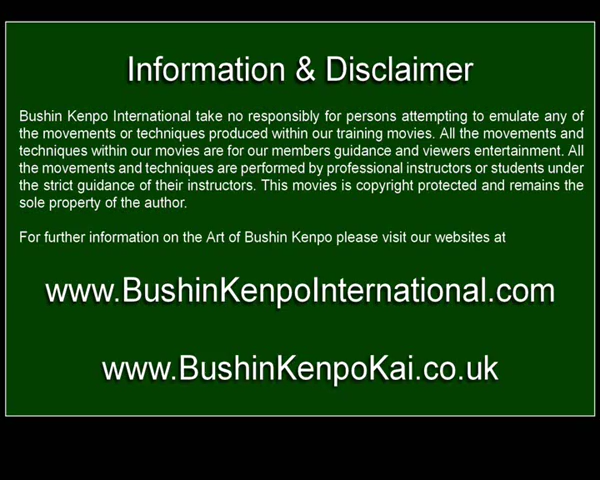 Information & Disclaimer
Bushin Kenpo International take no responsibly for persons attempting to emulate any of
the movements or techniques produced within our training movies. All the movements and
techniques within our movies are for our members guidance and viewers entertainment. All
the movements and techniques are performed by professional instructors or students under
the strict guidance of their instructors. This movies is copyright protected and remains the
sole property of the author.
For further information on the Art of Bushin Kenpo please visit our websites at
www.BushinKenpoInternational.com
www.BushinKenpoKai.co.uk